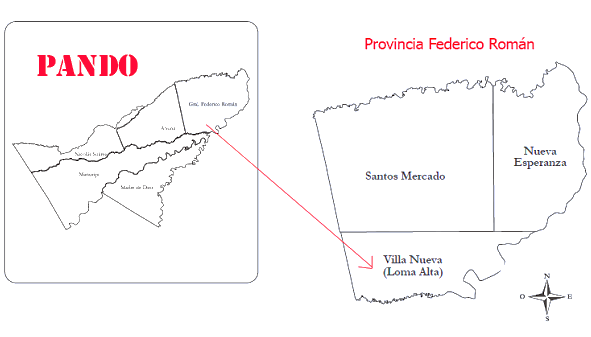 PANDO
Gral. Federico Román
Abuná
Nicolás Suárez
Manuripi
Madre de Dios
Provincia Federico Román
Nueva
Esperanza
Santos Mercado
Villa Nueva
(Loma Alta)
N
O E
S